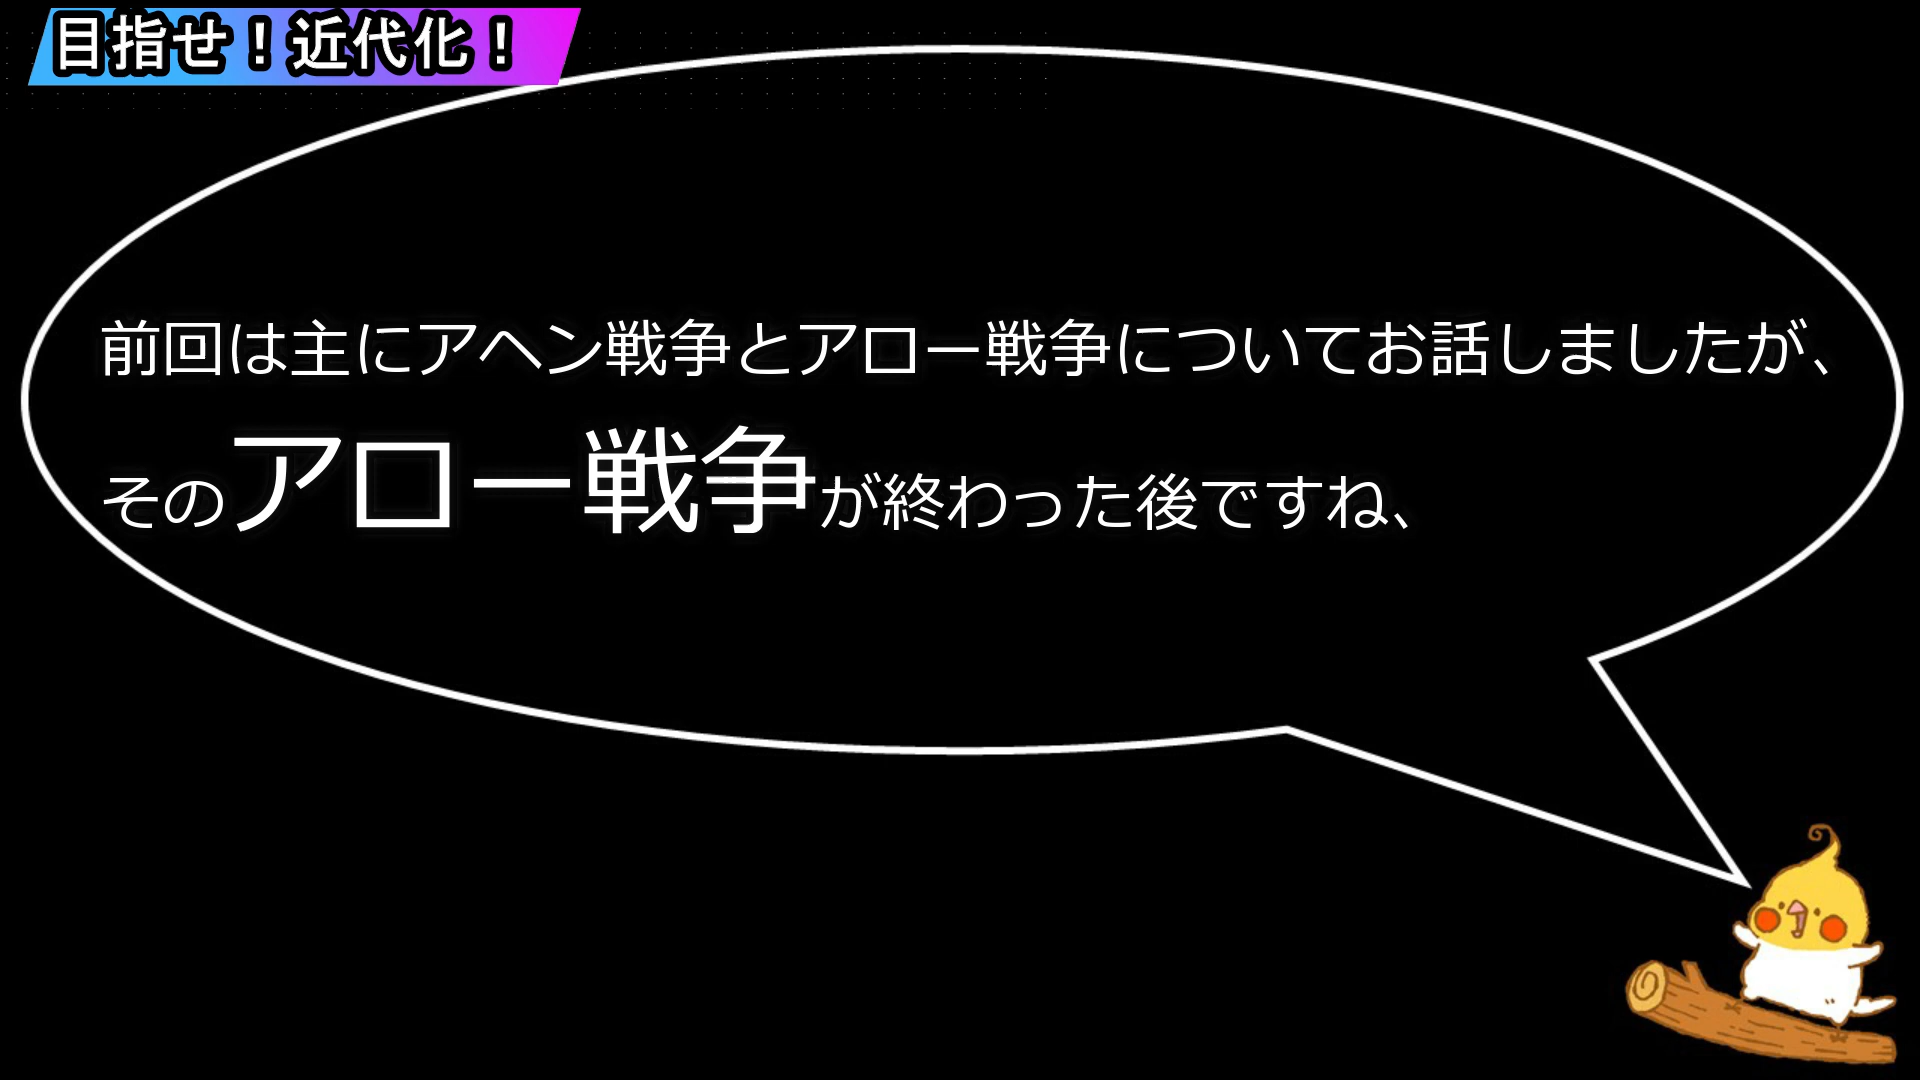 目指せ！近代化！
前回は主にアヘン戦争とアロー戦争についてお話しましたが、
そのアロー戦争が終わった後ですね、